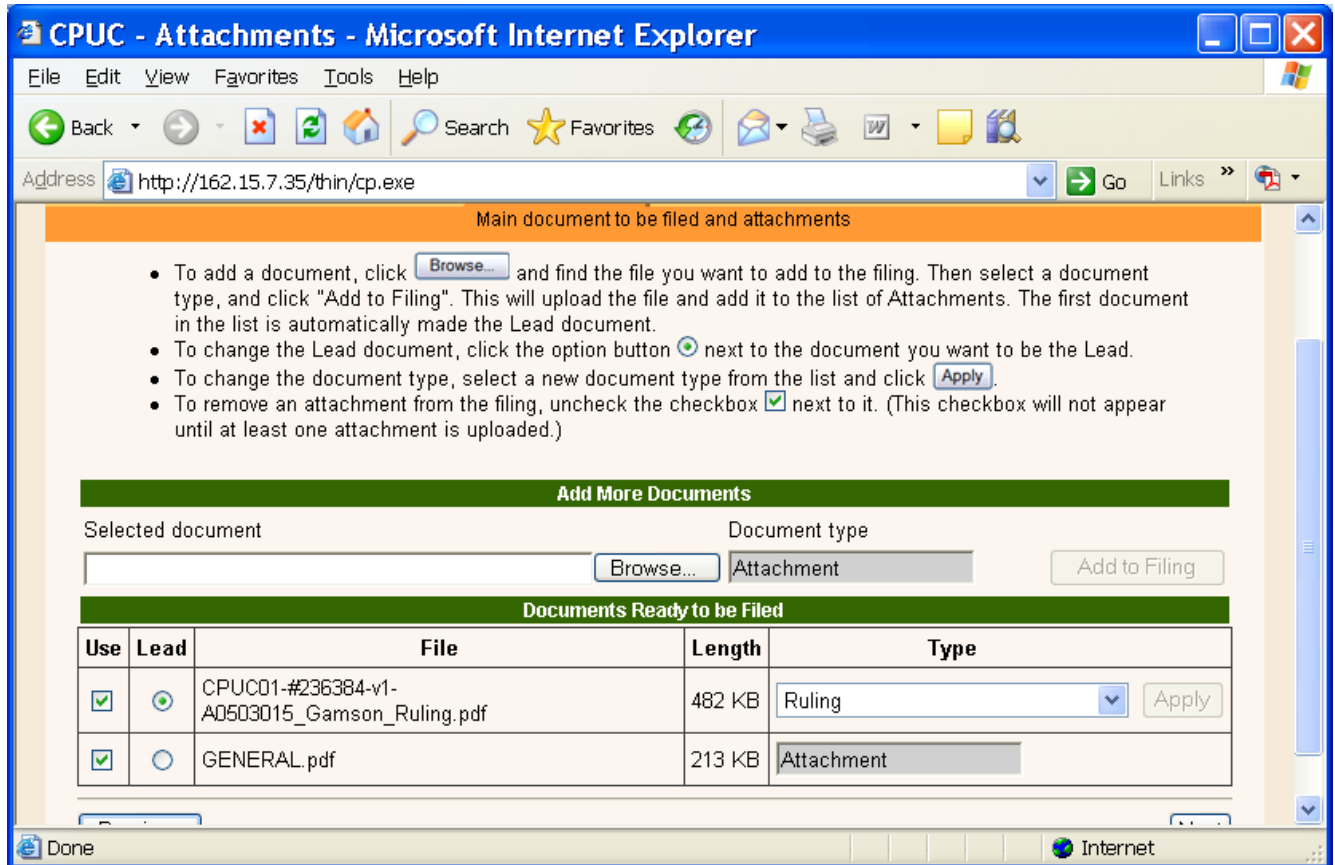 CPUC - Attachments - Microsoft Internet Explorer
File Edit View Favorites Tools Help
Back Search Favorites
Address http://162.15.7.35/thin/cp.exe Go Links »
Main document to be filed and attachments
• To add a document, click Browse... and find the file you want to add to the filing. Then select a document
type, and click "Add to Filing". This will upload the file and add it to the list of Attachments. The first document
in the list is automatically made the Lead document.
• To change the Lead document, click the option button next to the document you want to be the Lead.
• To change the document type, select a new document type from the list and click Apply.
• To remove an attachment from the filing, uncheck the checkbox next to it. (This checkbox will not appear
until at least one attachment is uploaded.)
Add More Documents
Selected document Document type
Browse... Attachment Add to Filing
Documents Ready to be Filed
Use Lead File Length Type
CPUC01-#236384-v1-
A0503015_Gamson_Ruling.pdf 482 KB Ruling Apply
GENERAL.pdf 213 KB Attachment
Done Internet